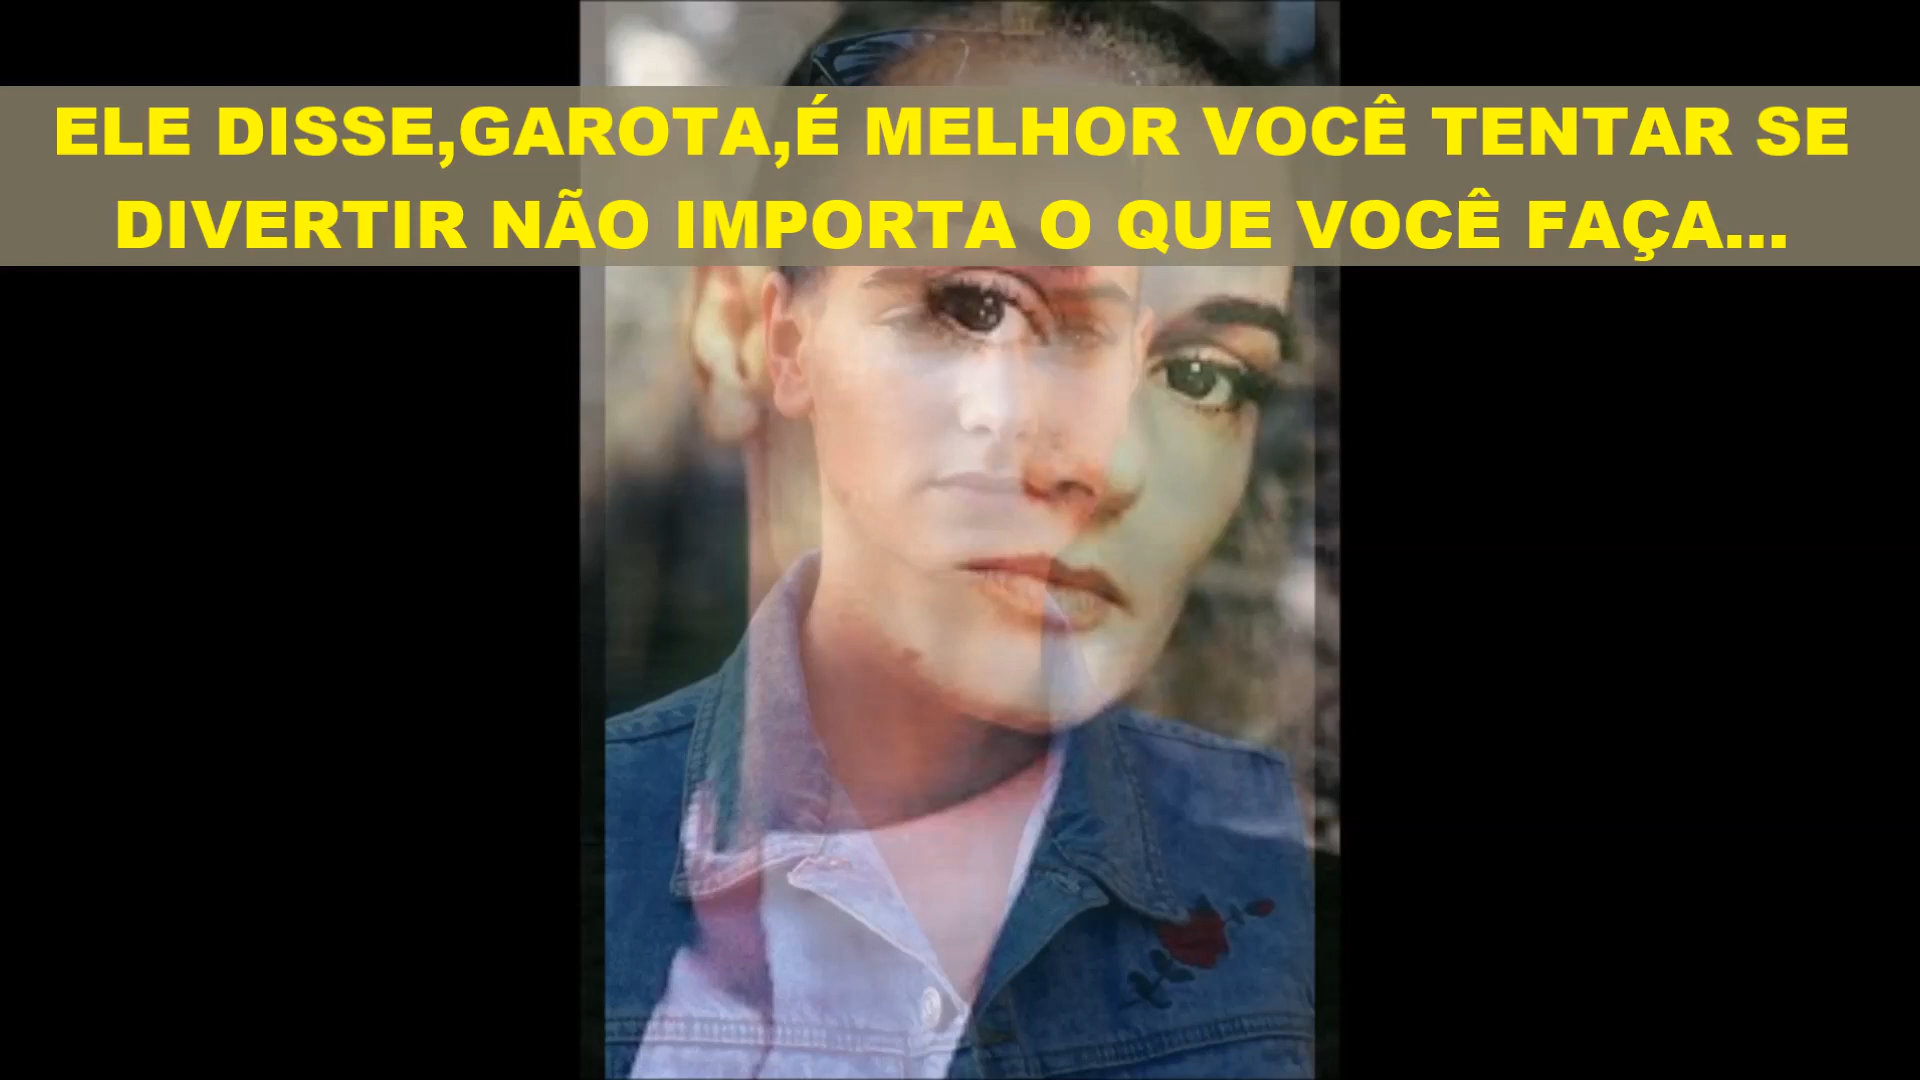 ELE DISSE,GAROTA,É MELHOR VOCÊ TENTAR SE
DIVERTIR NÃO IMPORTA O QUE VOCÊ FAÇA...